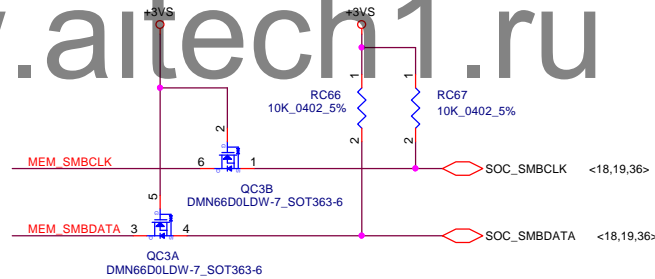 .aitech1.ru
+3VS
+3VS
1
1
RC66
10K_0402_5%
RC67
10K_0402_5%
2
2
2
MEM_SMBCLK
6
1
SOC_SMBCLK
<18,19,36>
QC3B
DMN66D0LDW-7_SOT363-6
5
MEM_SMBDATA
3
4
SOC_SMBDATA
<18,19,36>
QC3A
DMN66D0LDW-7_SOT363-6